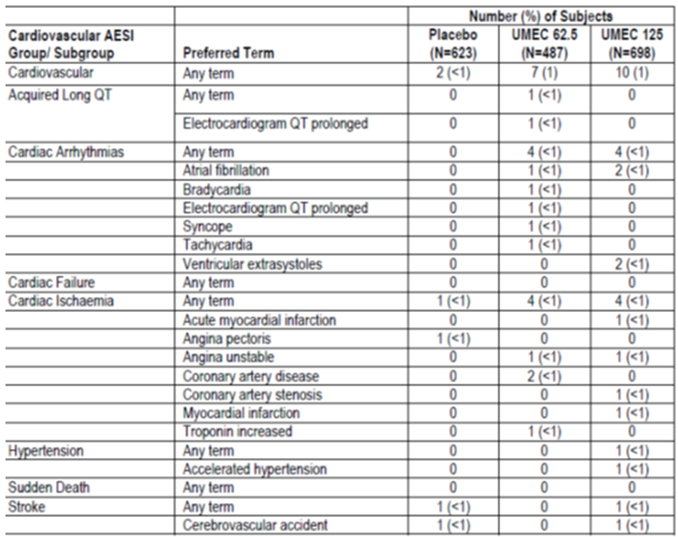 Number (%) of Subjects
Cardiovascular AESI Group/ Subgroup Preferred Term Placebo (N=623) UMEC 62.5 (N=487) UMEC 125 (N=698)
Cardiovascular Any term 2 (<1) 7 (1) 10 (1)
Acquired Long QT Any term 0 1 (<1) 0
Electrocardiogram QT prolonged 0 1 (<1) 0
Cardiac Arrhythmias Any term 0 4 (<1) 4 (<1)
Atrial fibrillation 0 1 (<1) 2 (<1)
Bradycardia 0 1 (<1) 0
Electrocardiogram QT prolonged 0 1 (<1) 0
Syncope 0 1 (<1) 0
Tachycardia 0 1 (<1) 0
Ventricular extrasystoles 0 0 2 (<1)
Cardiac Failure Any term 0 0 0
Cardiac Ischaemia Any term 1 (<1) 4 (<1) 4 (<1)
Acute myocardial infarction 0 0 1 (<1)
Angina pectoris 1 (<1) 0 0
Angina unstable 0 1 (<1) 1 (<1)
Coronary artery disease 0 2 (<1) 0
Coronary artery stenosis 0 0 1 (<1)
Myocardial infarction 0 0 1 (<1)
Troponin increased 0 1 (<1) 0
Hypertension Any term 0 0 1 (<1)
Accelerated hypertension 0 0 1 (<1)
Sudden Death Any term 0 0 0
Stroke Any term 1 (<1) 0 1 (<1)
Cerebrovascular accident 1 (<1) 0 1 (<1)